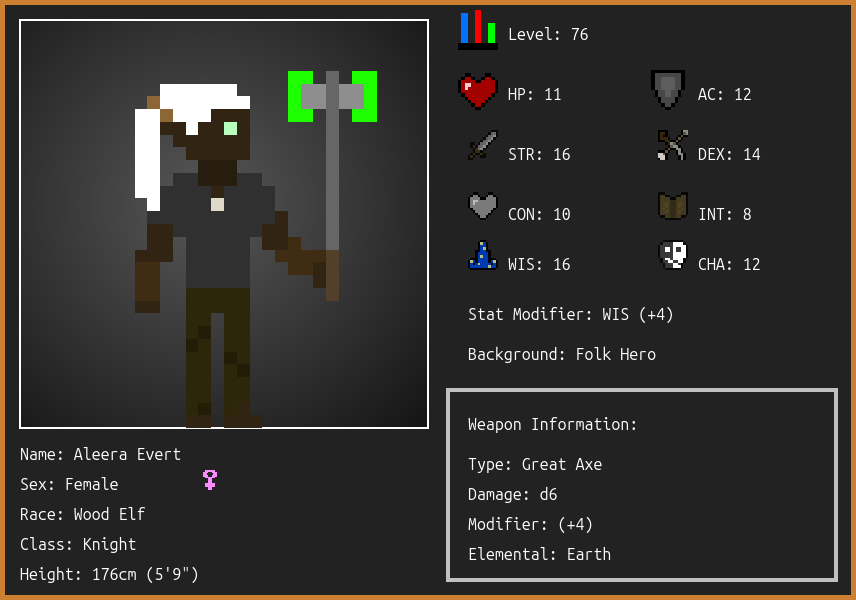 Level: 76
HP: 11
AC: 12
STR: 16
DEX: 14
CON: 10
INT: 8
WIS: 16
CHA: 12
Stat Modifier: WIS (+4)
Background: Folk Hero
Weapon Information:
Type: Great Axe
Damage: d6
Modifier: (+4)
Elemental: Earth
Name: Aleera Evert
Sex: Female
Race: Wood Elf
Class: Knight
Height: 176cm (5'9")